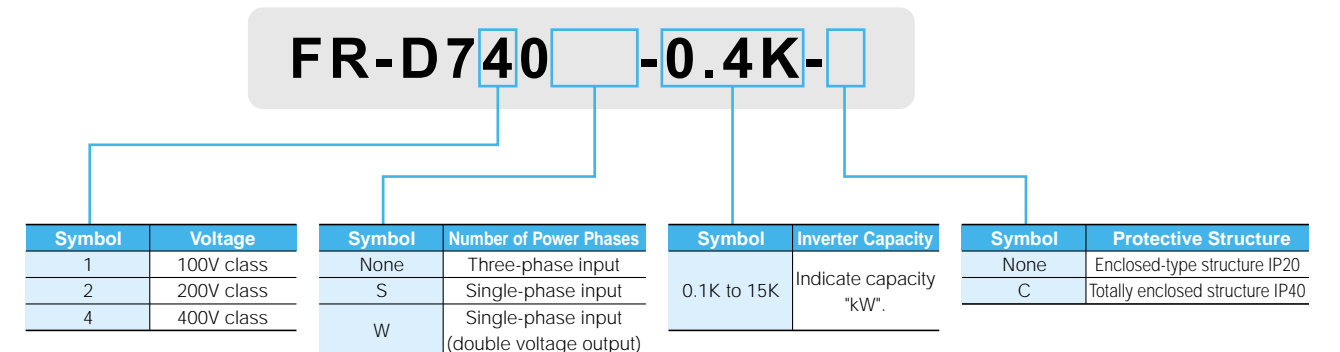 FR-D740 -0.4K-
Symbol Voltage
1 100V class
2 200V class
4 400V class
Symbol Number of Power Phases
None Three-phase input
S Single-phase input
W Single-phase input
(double voltage output)
Symbol Inverter Capacity
0.1K to 15K Indicate capacity
"kW".
Symbol Protective Structure
None Enclosed-type structure IP20
C Totally enclosed structure IP40